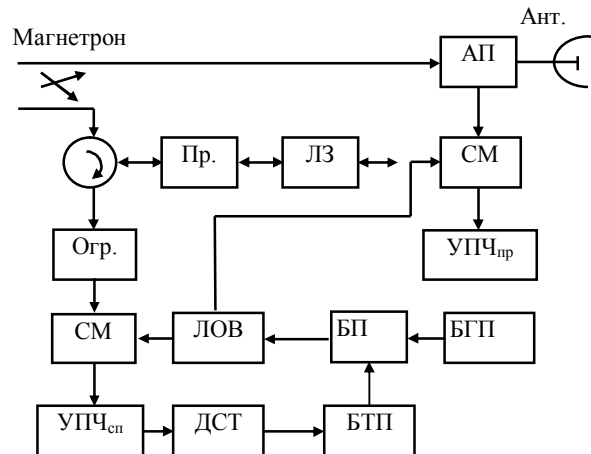 Ант.
Магнетрон
АП
Пр.
ЛЗ
СМ
Огр.
УПЧпр
СМ
ЛОВ
БП
БГП
УПЧсп
ДСТ
БТП